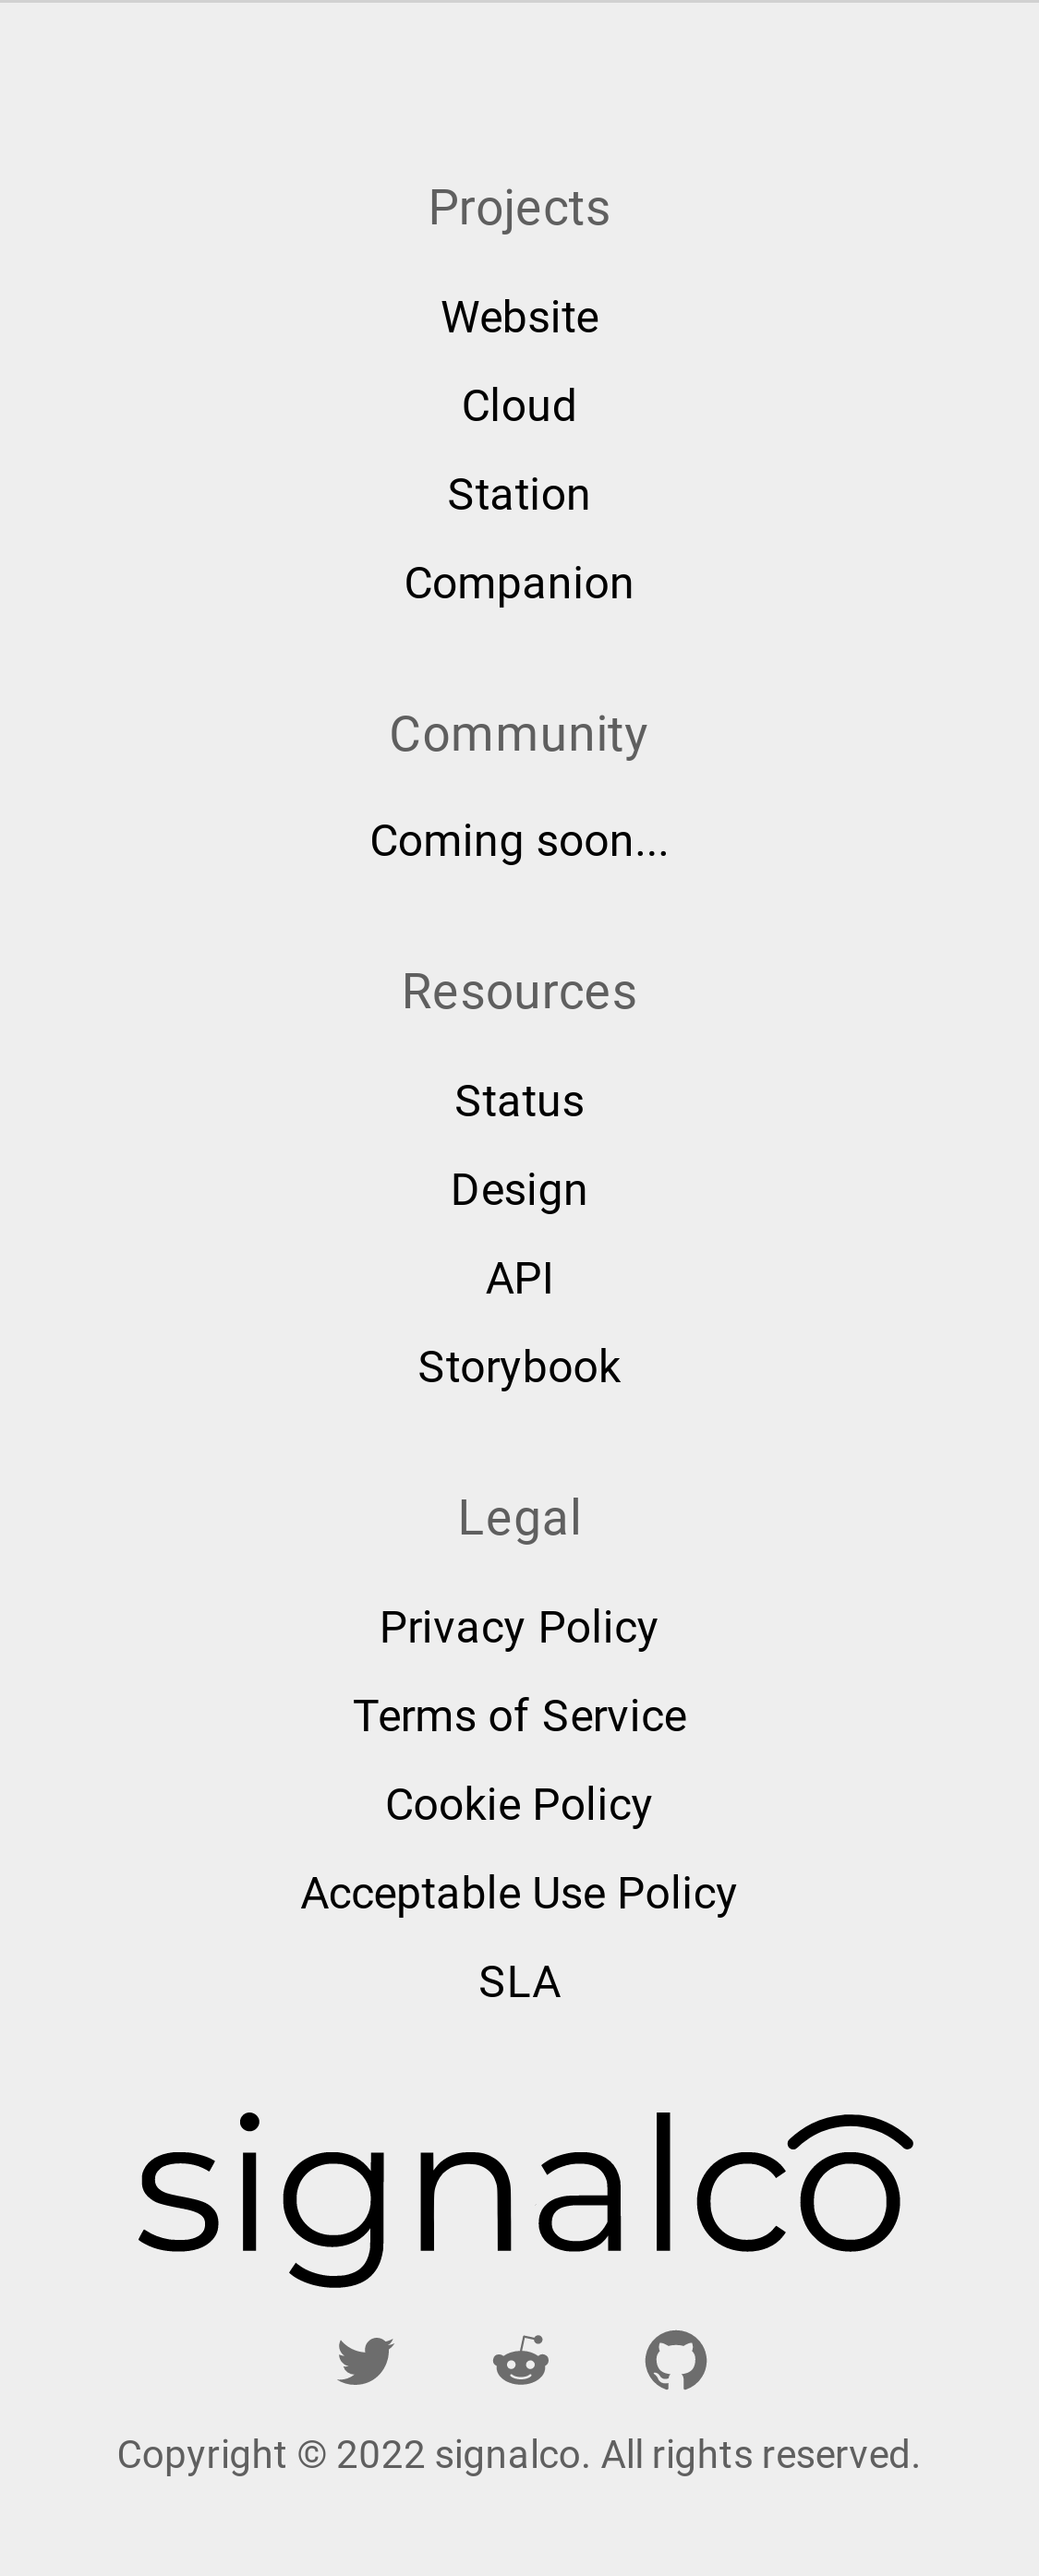 Projects
Website
Cloud
Station
Companion
Community
Coming soon...
Resources
Status
Design
API
Storybook
Legal
Privacy Policy
Terms of Service
Cookie Policy
Acceptable Use Policy
SLA
signalco
Copyright © 2022 signalco. All rights reserved.